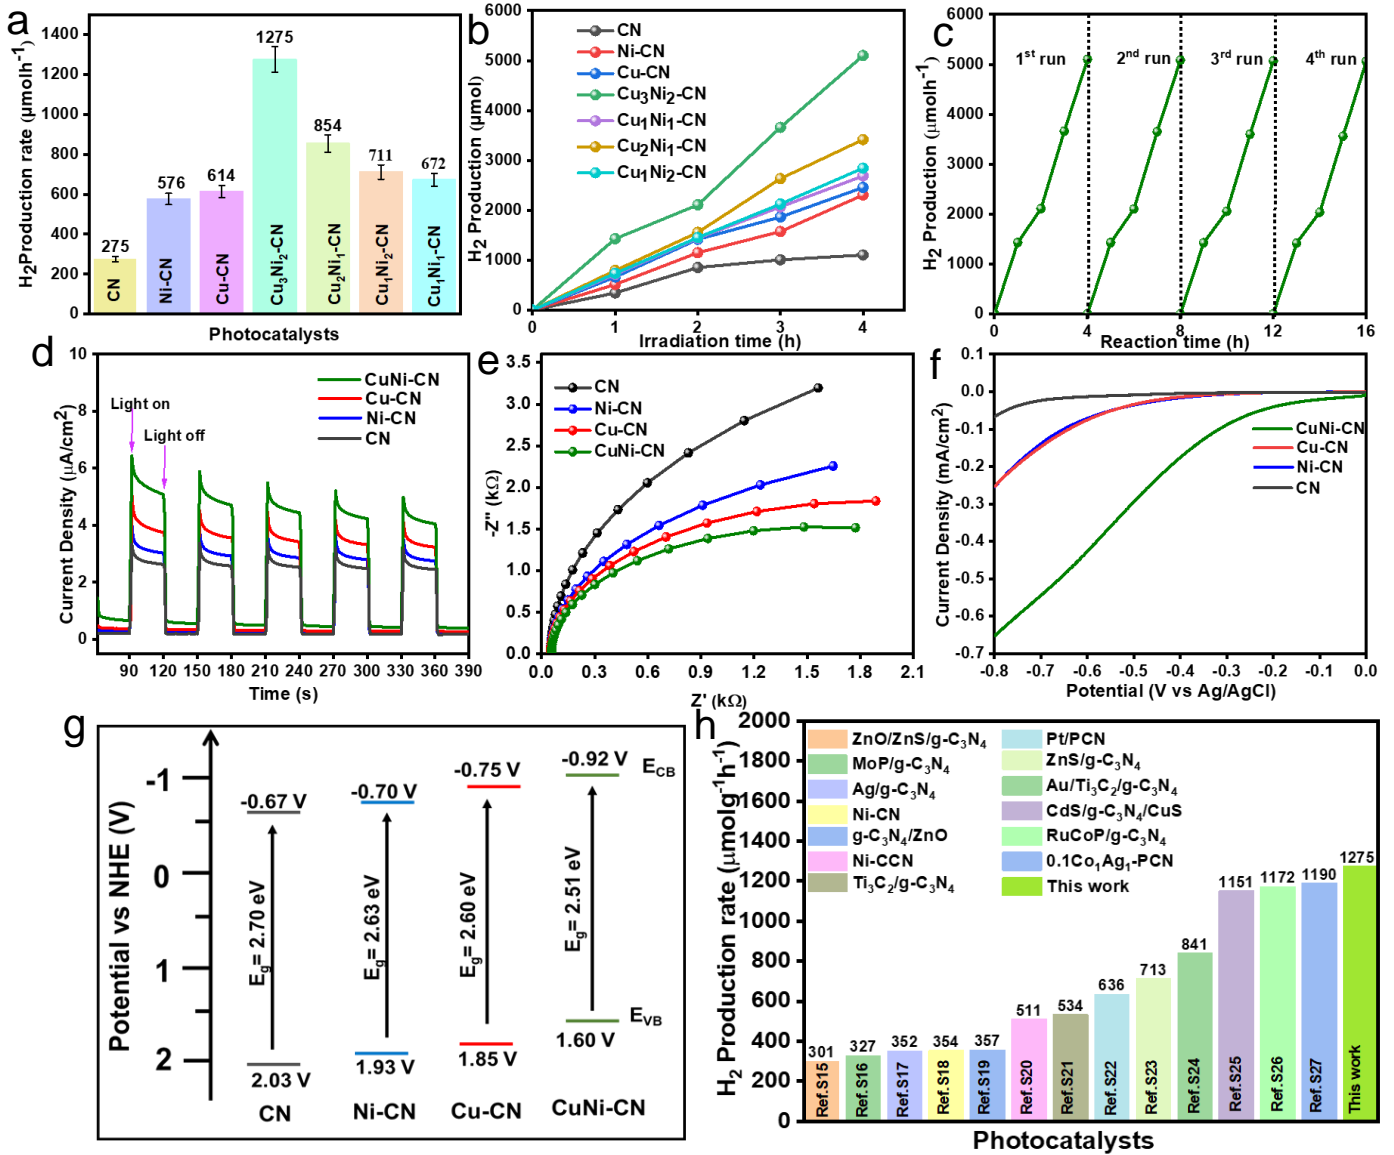 a
H₂Production rate (μmolh⁻¹)
1400
1200
1000
800
600
400
200
0
275
576
614
1275
854
711
672
CN
Ni-CN
Cu-CN
Cu₃Ni₂-CN
Cu₂Ni₁-CN
Cu₁Ni₂-CN
Cu₁Ni₁-CN
Photocatalysts
b
H₂ Production (μmol)
6000
5000
4000
3000
2000
1000
0
CN
Ni-CN
Cu-CN
Cu₃Ni₂-CN
Cu₁Ni₁-CN
Cu₂Ni₁-CN
Cu₁Ni₂-CN
0 1 2 3 4
Irradiation time (h)
c
H₂ Production (μmolh⁻¹)
6000
5000
4000
3000
2000
1000
0
1ˢᵗ run
2ⁿᵈ run
3ʳᵈ run
4ᵗʰ run
0 4 8 12 16
Reaction time (h)
d
Current Density (μA/cm²)
10
8
6
4
2
0
Light on
Light off
CuNi-CN
Cu-CN
Ni-CN
CN
90 120 150 180 210 240 270 300 330 360 390
Time (s)
e
-Z'' (kΩ)
3.5
3.0
2.5
2.0
1.5
1.0
0.5
0.0
CN
Ni-CN
Cu-CN
CuNi-CN
0.0 0.3 0.6 0.9 1.2 1.5 1.8 2.1
Z' (kΩ)
f
Current Density (mA/cm²)
0.1
0.0
-0.1
-0.2
-0.3
-0.4
-0.5
-0.6
-0.7
CuNi-CN
Cu-CN
Ni-CN
CN
-0.8 -0.7 -0.6 -0.5 -0.4 -0.3 -0.2 -0.1 0.0
Potential (V vs Ag/AgCl)
g
Potential vs NHE (V)
-1
0
1
2
-0.67 V
-0.70 V
-0.75 V
-0.92 V
E_CB
E_g= 2.70 eV
E_g= 2.63 eV
E_g= 2.60 eV
E_g= 2.51 eV
E_VB
2.03 V
1.93 V
1.85 V
1.60 V
CN
Ni-CN
Cu-CN
CuNi-CN
h
H₂ Production rate (μmolg⁻¹h⁻¹)
2000
1800
1600
1400
1200
1000
800
600
400
200
0
ZnO/ZnS/g-C₃N₄
MoP/g-C₃N₄
Ag/g-C₃N₄
Ni-CN
g-C₃N₄/ZnO
Ni-CCN
Ti₃C₂/g-C₃N₄
Pt/PCN
ZnS/g-C₃N₄
Au/Ti₃C₂/g-C₃N₄
CdS/g-C₃N₄/CuS
RuCoP/g-C₃N₄
0.1Co₁Ag₁-PCN
This work
301
327
352
354
357
511
534
636
713
841
1151
1172
1190
1275
Ref.S15
Ref.S16
Ref.S17
Ref.S18
Ref.S19
Ref.S20
Ref.S21
Ref.S22
Ref.S23
Ref.S24
Ref.S25
Ref.S26
Ref.S27
This work
Photocatalysts